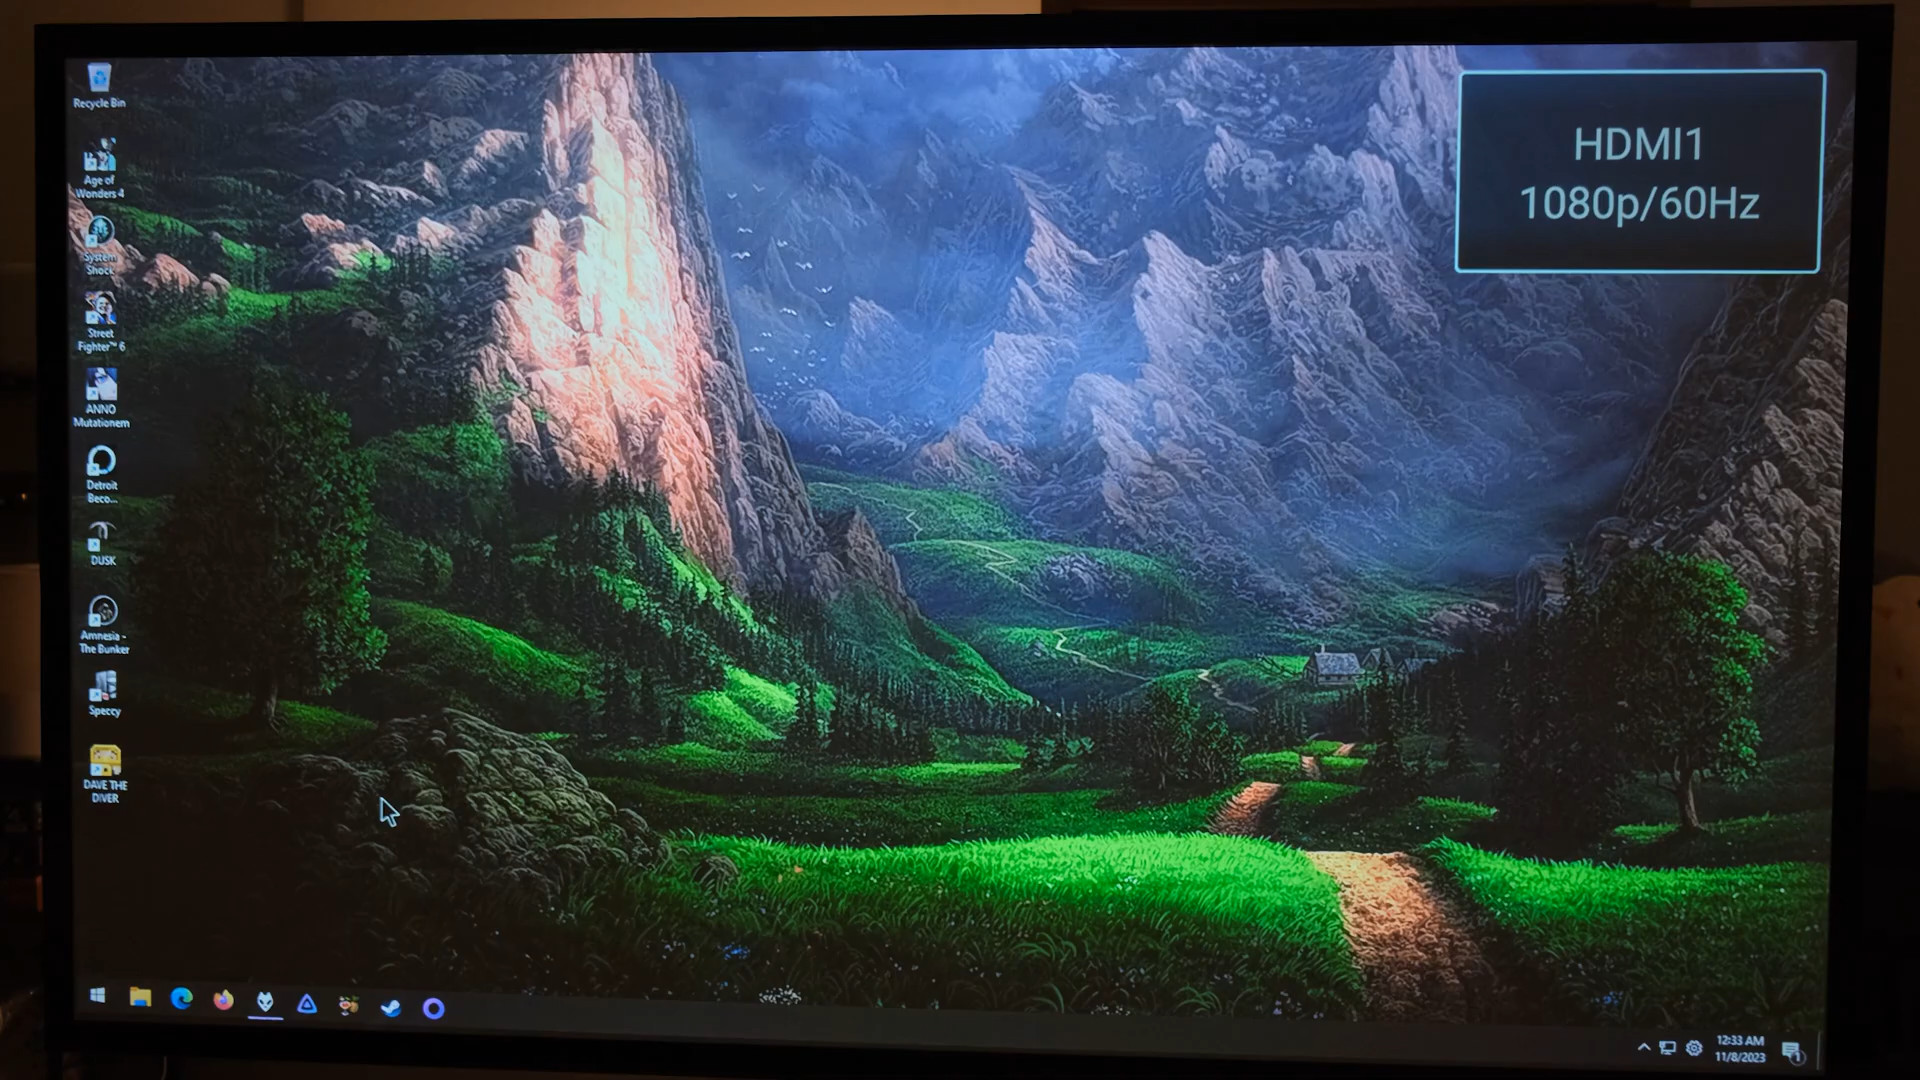 Recycle Bin
Age of
Wonders 4
System
Shock
Street
Fighter™ 6
ANNO
Mutationem
Detroit
Beco...
DUSK
Amnesia -
The Bunker
Speccy
DAVE THE
DIVER
HDMI1
1080p/60Hz
12:33 AM
11/8/2023
1